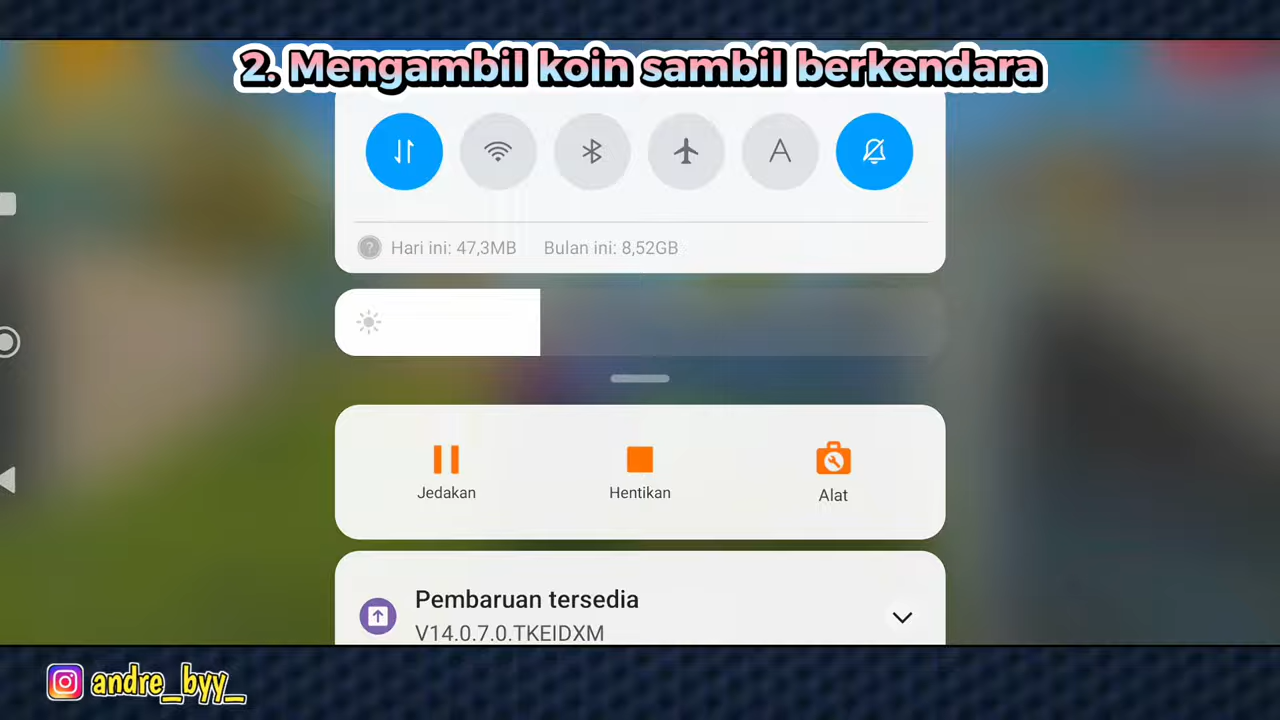 2. Mengambil koin sambil berkendara
A
Hari ini: 47,3MB Bulan ini: 8,52GB
Jedakan Hentikan Alat
Pembaruan tersedia
V14.0.7.0.TKEIDXM
andre_byy_